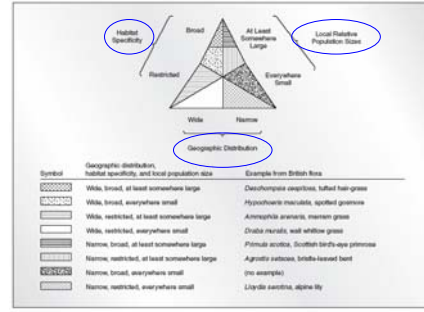 Habitat
Specificity
Broad
At Least
Somewhere
Large
Local Relative
Population Sizes
Restricted
Everywhere
Small
Wide
Narrow
Geographic Distribution
Symbol
Geographic distribution,
habitat specificity, and local population size
Example from British flora
Wide, broad, at least somewhere large
Deschampsia cespitosa, tufted hair-grass
Wide, broad, everywhere small
Hypochoeris maculata, spotted
Wide, restricted, at least somewhere large
Ammophila arenaria, marram grass
Wide, restricted, everywhere small
Draba muralis, wall whitlow grass
Narrow, broad, at least somewhere large
Primula scotica, Scottish bird's-eye primrose
Narrow, restricted, at least somewhere large
Agrostis setacea, bristle-leaved bent
Narrow, broad, everywhere small
(no example)
Narrow, restricted, everywhere small
Lloydia serotina, alpine lily